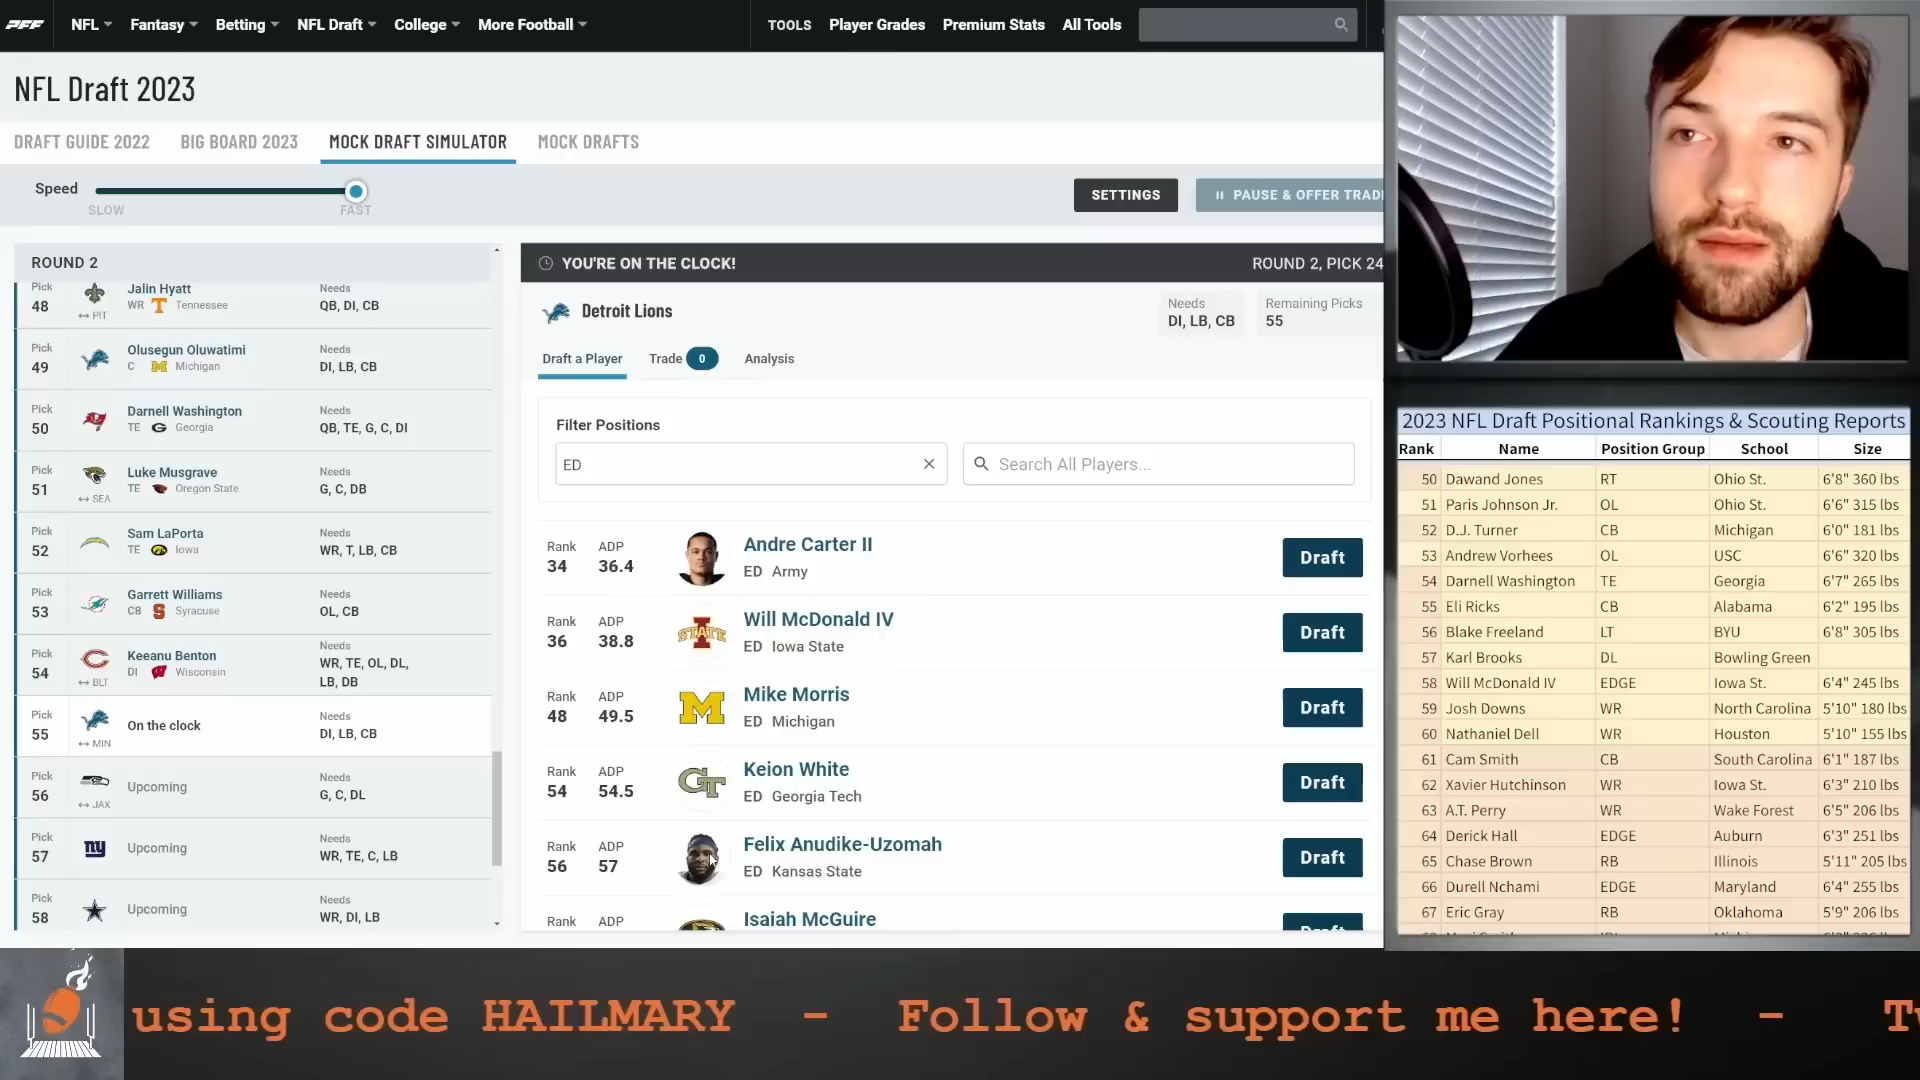 PFF NFL Fantasy Betting NFL Draft College More Football TOOLS Player Grades Premium Stats All Tools
NFL Draft 2023
DRAFT GUIDE 2022 BIG BOARD 2023 MOCK DRAFT SIMULATOR MOCK DRAFTS
Speed
SLOW FAST
SETTINGS PAUSE & OFFER TRAD
ROUND 2
Pick 48 ↔ PIT Jalin Hyatt WR T Tennessee Needs QB, DI, CB
Pick 49 Olusegun Oluwatimi C M Michigan Needs DI, LB, CB
Pick 50 Darnell Washington TE G Georgia Needs QB, TE, G, C, DI
Pick 51 ↔ SEA Luke Musgrave TE Oregon State Needs G, C, DB
Pick 52 Sam LaPorta TE Iowa Needs WR, T, LB, CB
Pick 53 Garrett Williams CB S Syracuse Needs OL, CB
Pick 54 ↔ BLT Keeanu Benton DI W Wisconsin Needs WR, TE, OL, DL, LB, DB
Pick 55 ↔ MIN On the clock Needs DI, LB, CB
Pick 56 ↔ JAX Upcoming Needs G, C, DL
Pick 57 ny Upcoming Needs WR, TE, C, LB
Pick 58 Upcoming Needs WR, DI, LB
YOU'RE ON THE CLOCK! ROUND 2, PICK 24
Detroit Lions Needs DI, LB, CB Remaining Picks 55
Draft a Player Trade 0 Analysis
Filter Positions
ED Search All Players...
Rank 34 ADP 36.4 Andre Carter II ED Army Draft
Rank 36 ADP 38.8 STATE Will McDonald IV ED Iowa State Draft
Rank 48 ADP 49.5 M Mike Morris ED Michigan Draft
Rank 54 ADP 54.5 GT Keion White ED Georgia Tech Draft
Rank 56 ADP 57 Felix Anudike-Uzomah ED Kansas State Draft
Rank ADP Isaiah McGuire Draft
2023 NFL Draft Positional Rankings & Scouting Reports
Rank Name Position Group School Size
50 Dawand Jones RT Ohio St. 6'8" 360 lbs
51 Paris Johnson Jr. OL Ohio St. 6'6" 315 lbs
52 D.J. Turner CB Michigan 6'0" 181 lbs
53 Andrew Vorhees OL USC 6'6" 320 lbs
54 Darnell Washington TE Georgia 6'7" 265 lbs
55 Eli Ricks CB Alabama 6'2" 195 lbs
56 Blake Freeland LT BYU 6'8" 305 lbs
57 Karl Brooks DL Bowling Green
58 Will McDonald IV EDGE Iowa St. 6'4" 245 lbs
59 Josh Downs WR North Carolina 5'10" 180 lbs
60 Nathaniel Dell WR Houston 5'10" 155 lbs
61 Cam Smith CB South Carolina 6'1" 187 lbs
62 Xavier Hutchinson WR Iowa St. 6'3" 210 lbs
63 A.T. Perry WR Wake Forest 6'5" 206 lbs
64 Derick Hall EDGE Auburn 6'3" 251 lbs
65 Chase Brown RB Illinois 5'11" 205 lbs
66 Durell Nchami EDGE Maryland 6'4" 255 lbs
67 Eric Gray RB Oklahoma 5'9" 206 lbs
using code HAILMARY - Follow & support me here! - Tw